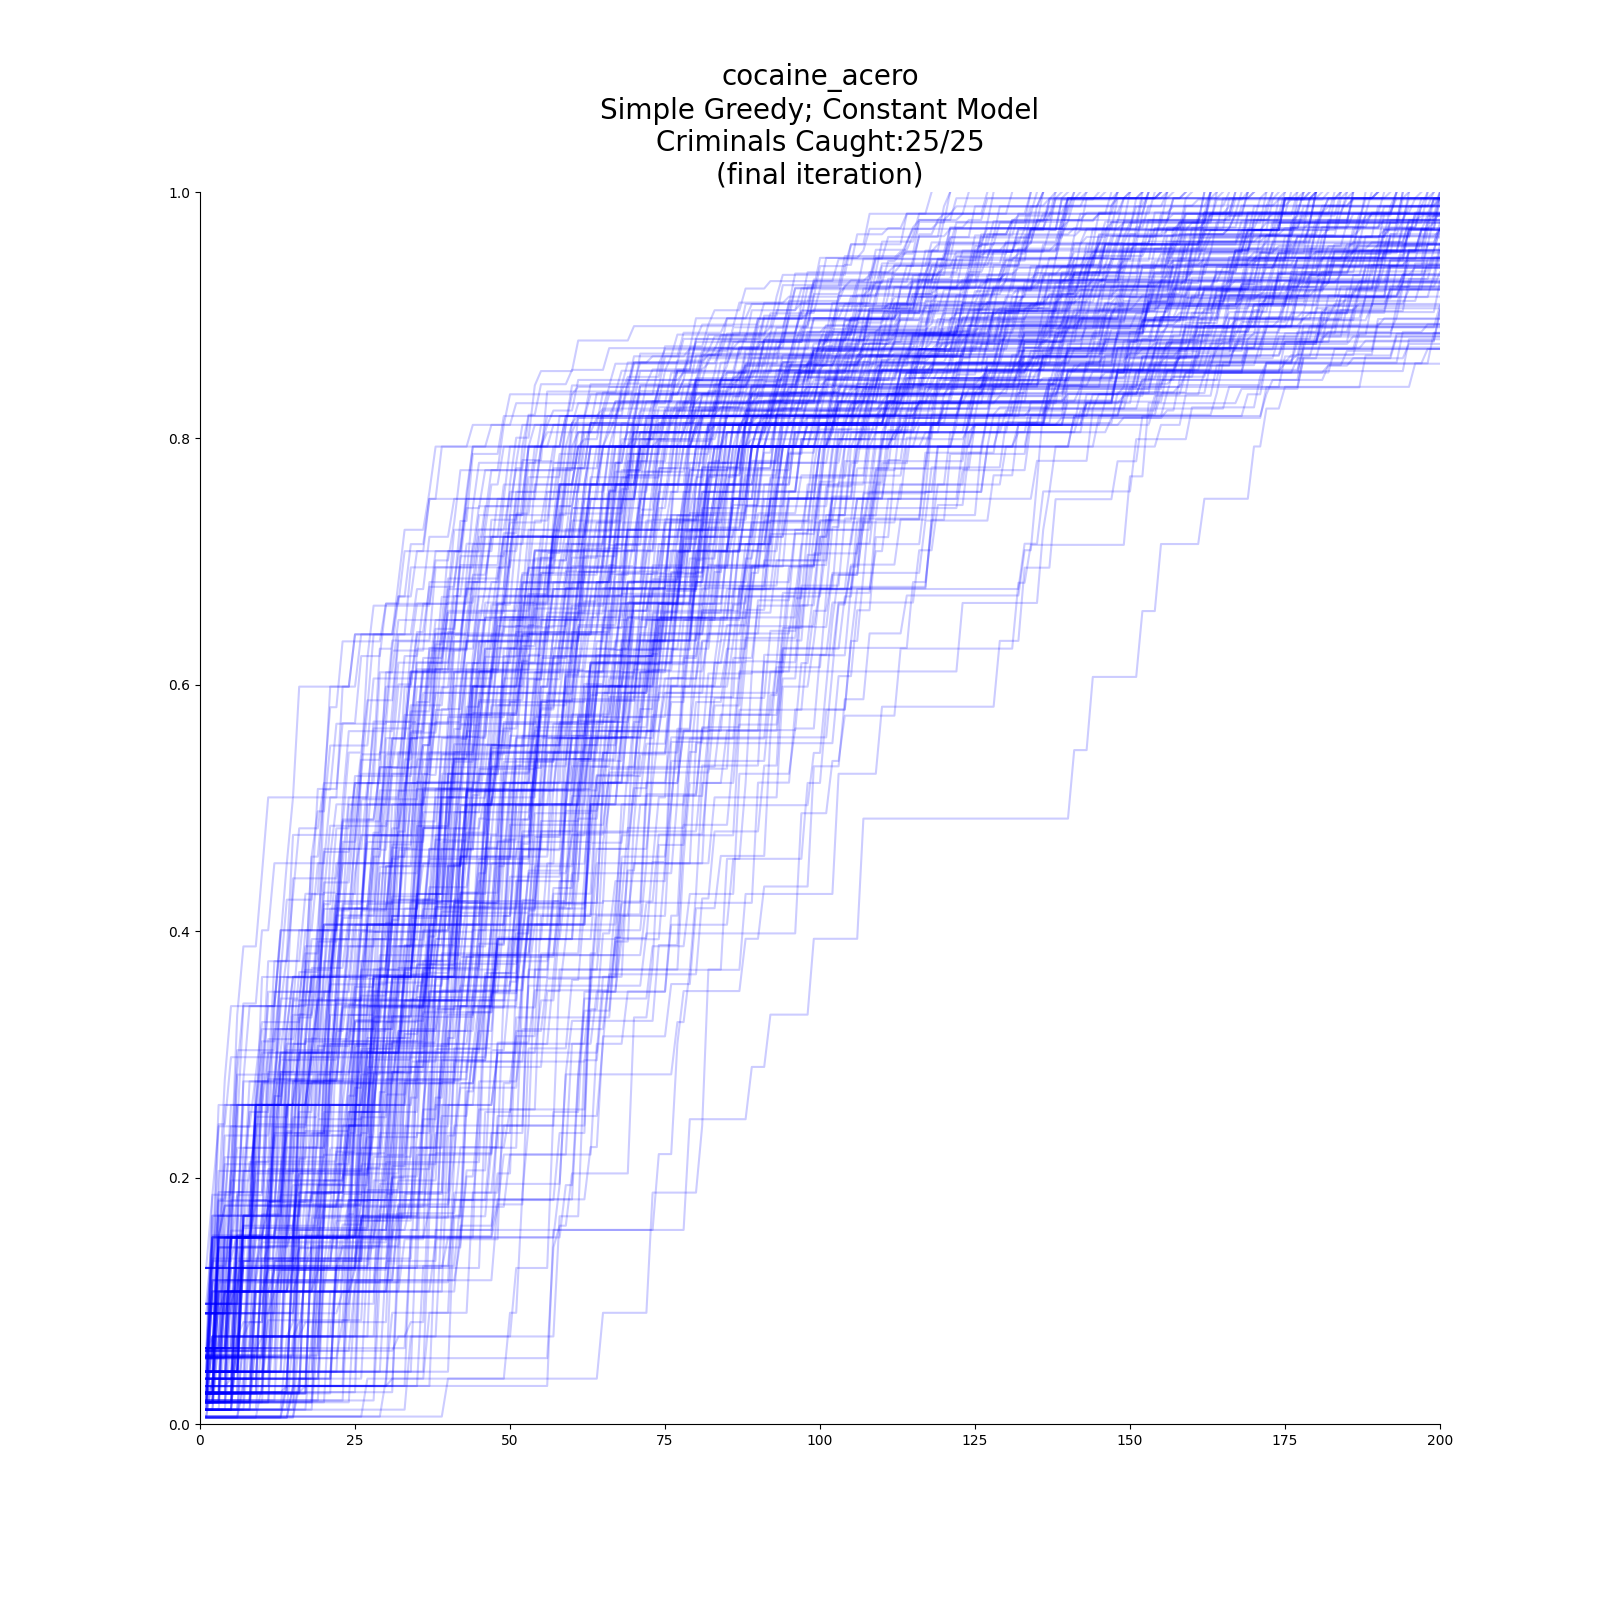 cocaine_acero
Simple Greedy; Constant Model
Criminals Caught:25/25
(final iteration)
1.0
0.8
0.6
0.4
0.2
0.0
0 25 50 75 100 125 150 175 200